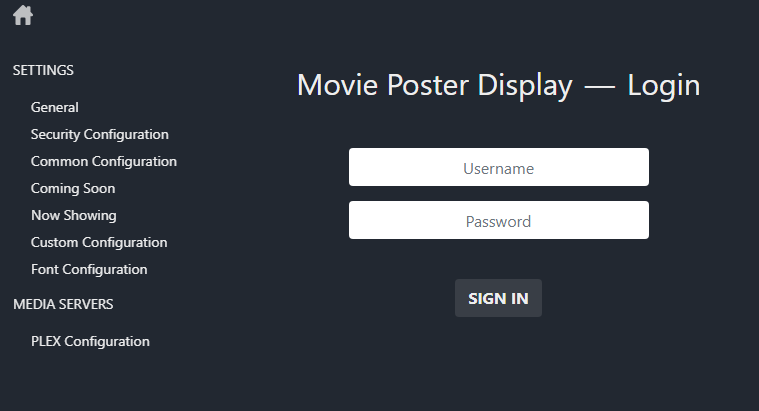 SETTINGS
General
Security Configuration
Common Configuration
Coming Soon
Now Showing
Custom Configuration
Font Configuration
MEDIA SERVERS
PLEX Configuration
Movie Poster Display — Login
Username
Password
SIGN IN